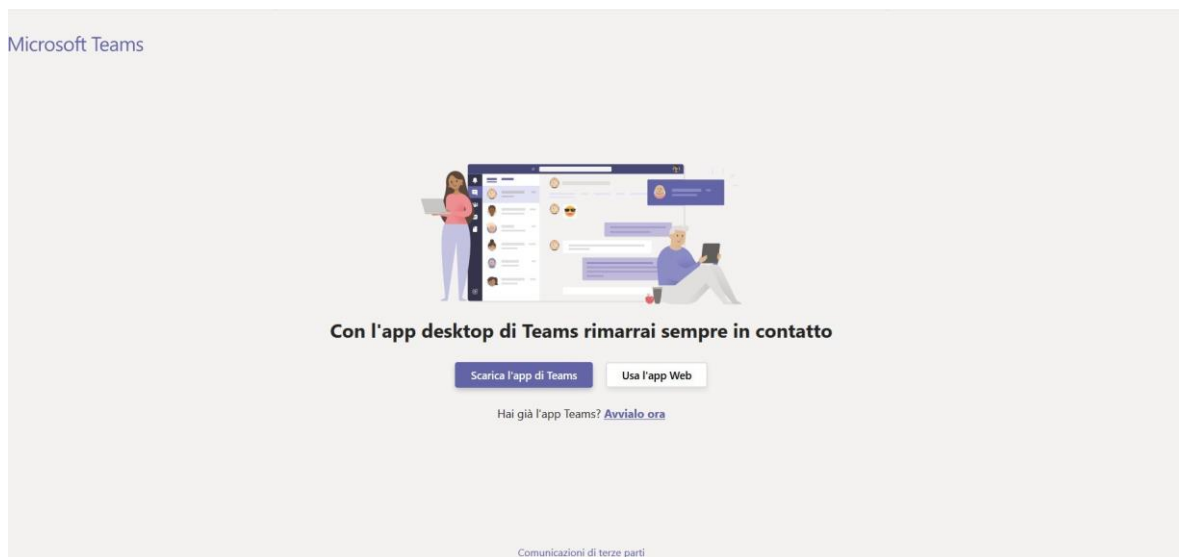 Microsoft Teams
Con l'app desktop di Teams rimarrai sempre in contatto
Scarica l'app di Teams
Usa l'app Web
Hai già l'app Teams? Avvialo ora
Comunicazioni di terze parti